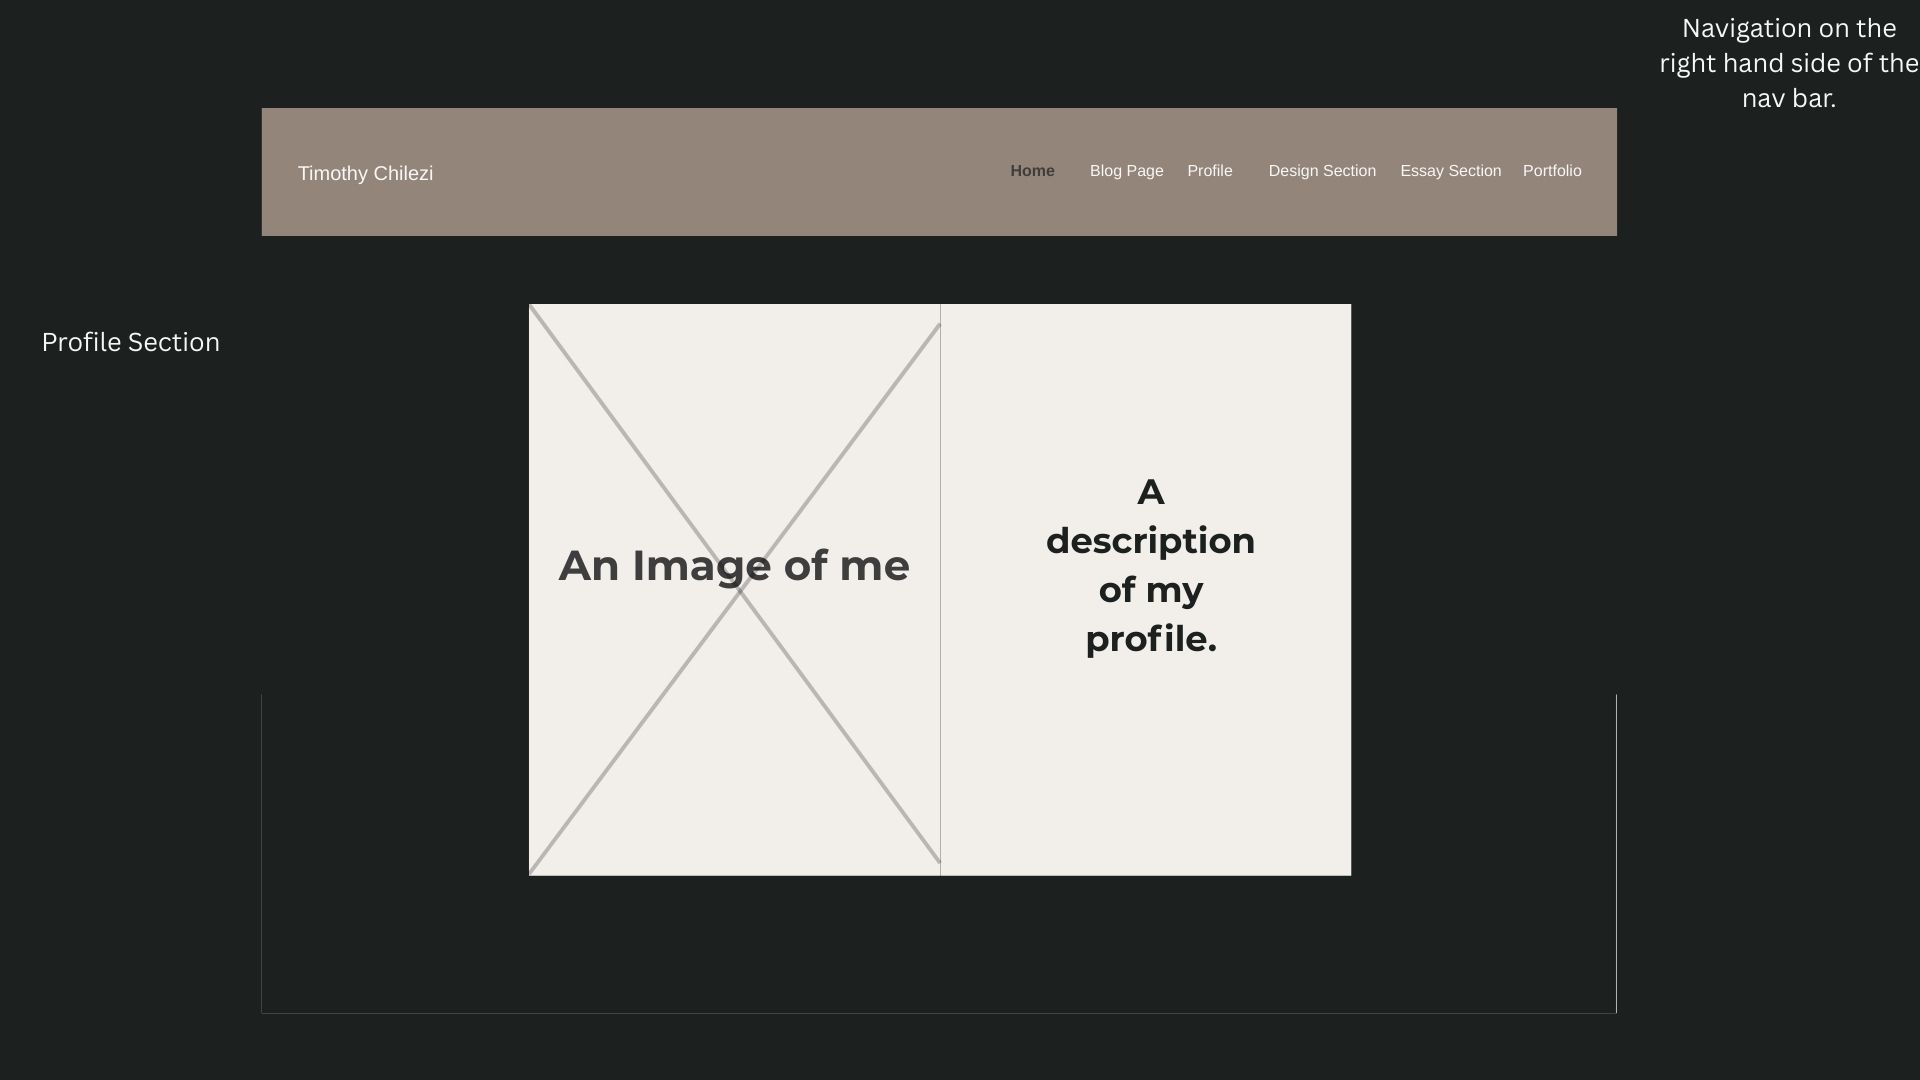 Navigation on the
right hand side of the
nav bar.
Timothy Chilezi
Home Blog Page Profile Design Section Essay Section Portfolio
Profile Section
An Image of me
A
description
of my
profile.